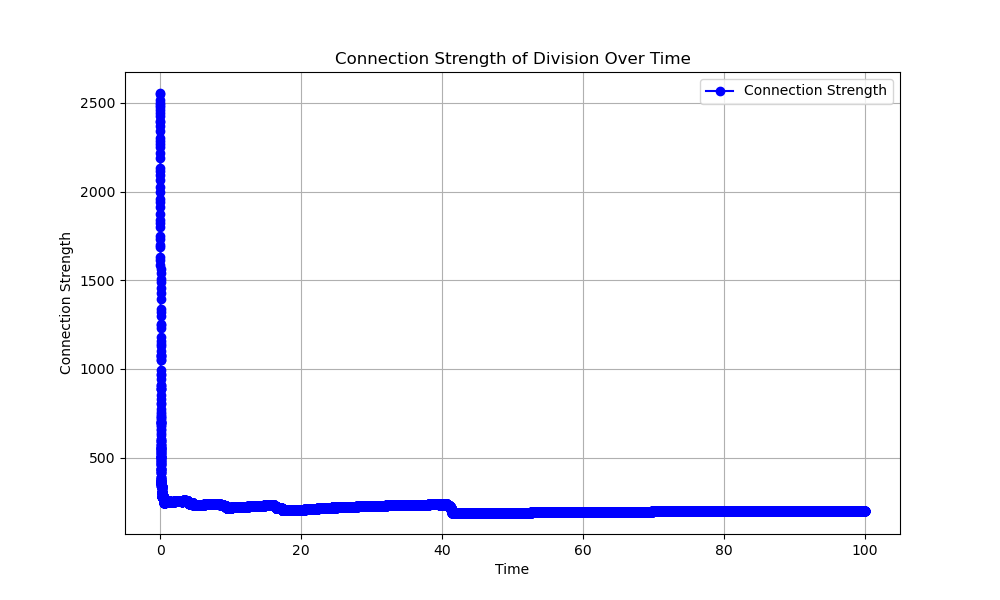 Connection Strength of Division Over Time
Connection Strength
2500
2000
1500
1000
500
Connection Strength
0 20 40 60 80 100
Time